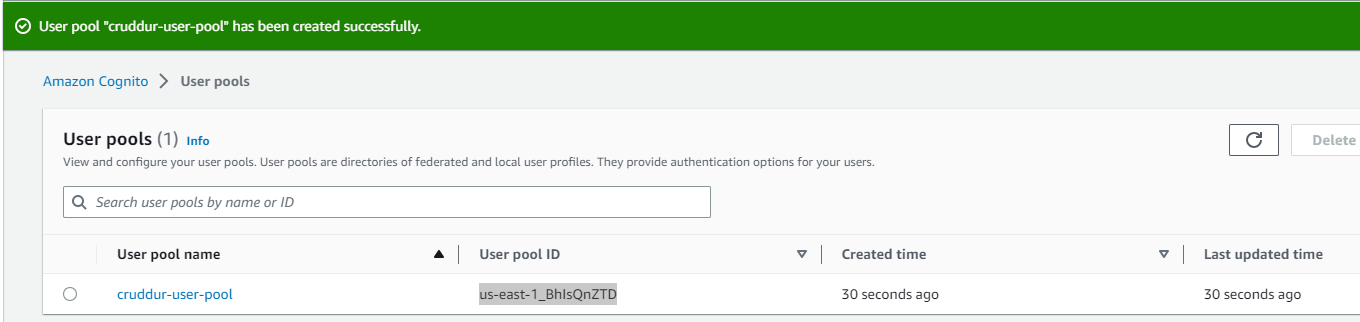 User pool "cruddur-user-pool" has been created successfully.
Amazon Cognito > User pools
User pools (1) Info
View and configure your user pools. User pools are directories of federated and local user profiles. They provide authentication options for your users.
Delete
Search user pools by name or ID
User pool name User pool ID Created time Last updated time
cruddur-user-pool us-east-1_BhIsQnZTD 30 seconds ago 30 seconds ago